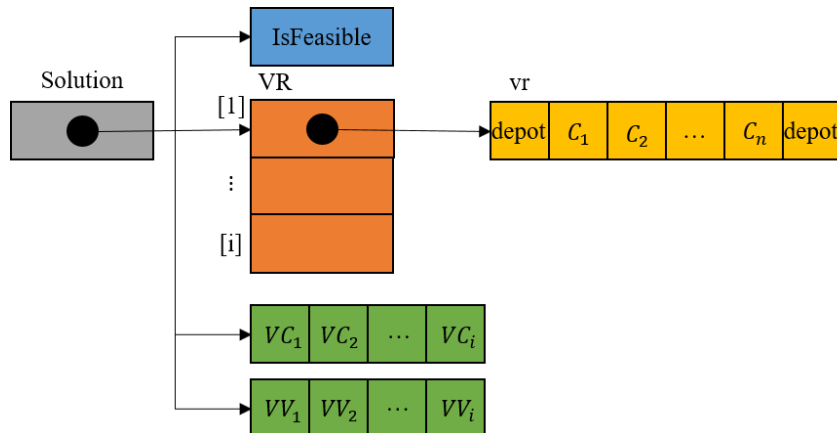 IsFeasible
Solution
VR
vr
[1]
depot C₁ C₂ … Cₙ depot
⋮
[i]
VC₁ VC₂ … VCᵢ
VV₁ VV₂ … VVᵢ